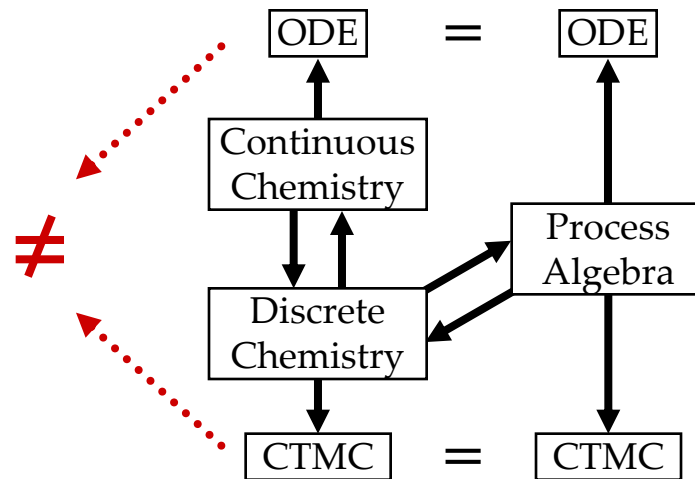 ODE = ODE
Continuous
Chemistry
≠
Process
Algebra
Discrete
Chemistry
CTMC = CTMC